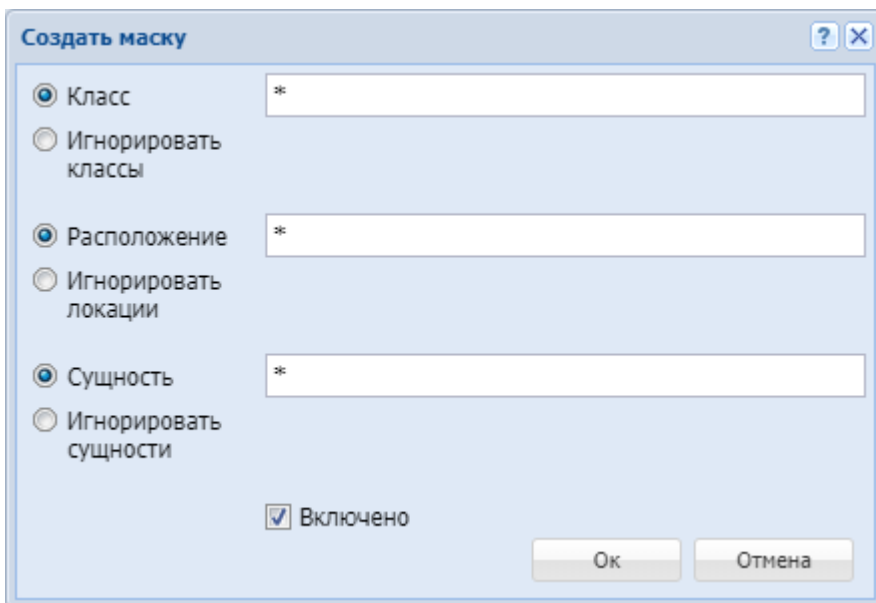 Создать маску
Класс
*
Игнорировать
классы
Расположение
*
Игнорировать
локации
Сущность
*
Игнорировать
сущности
Включено
Ок
Отмена